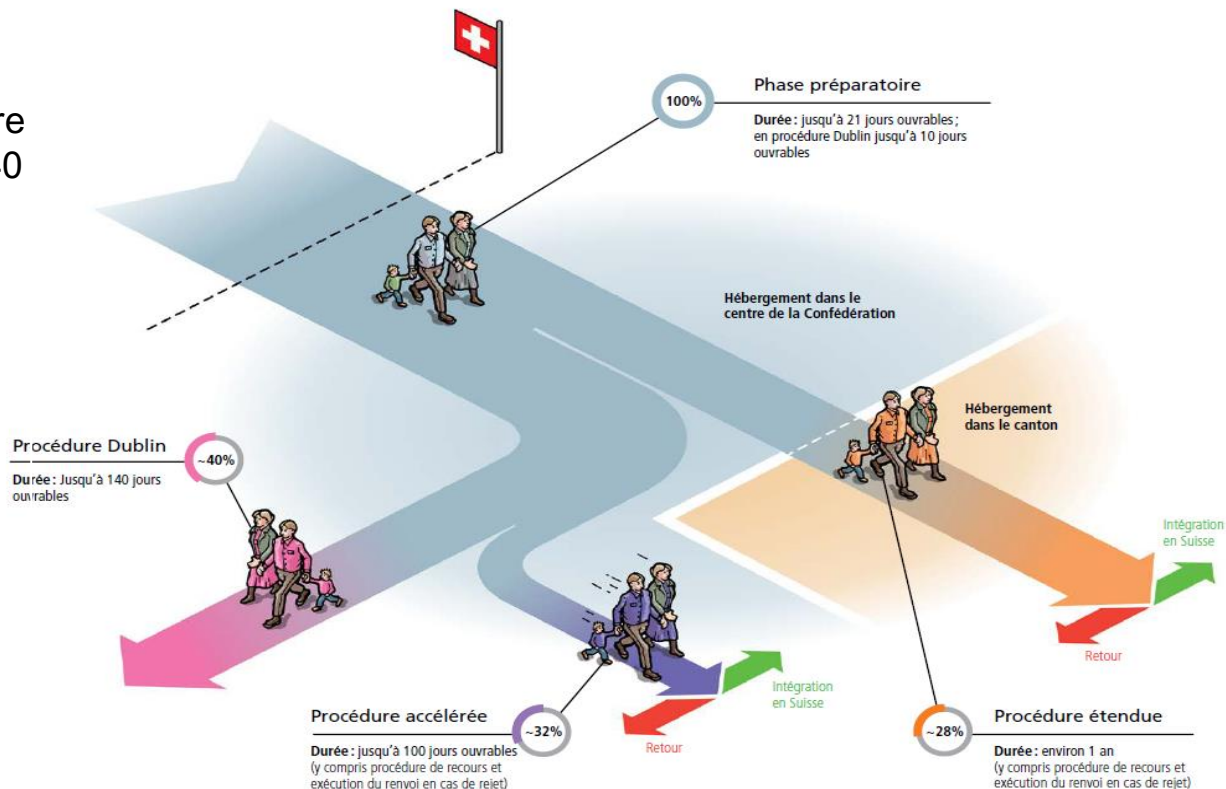 re
0
100%
Phase préparatoire
Durée : jusqu'à 21 jours ouvrables ;
en procédure Dublin jusqu'à 10 jours
ouvrables
Hébergement dans le
centre de la Confédération
Hébergement
dans le canton
Procédure Dublin
~40%
Durée : Jusqu'à 140 jours
ouvrables
Intégration
en Suisse
Retour
Intégration
en Suisse
Retour
Procédure accélérée
~32%
Durée : jusqu'à 100 jours ouvrables
(y compris procédure de recours et
exécution du renvoi en cas de rejet)
~28%
Procédure étendue
Durée : environ 1 an
(y compris procédure de recours et
exécution du renvoi en cas de rejet)